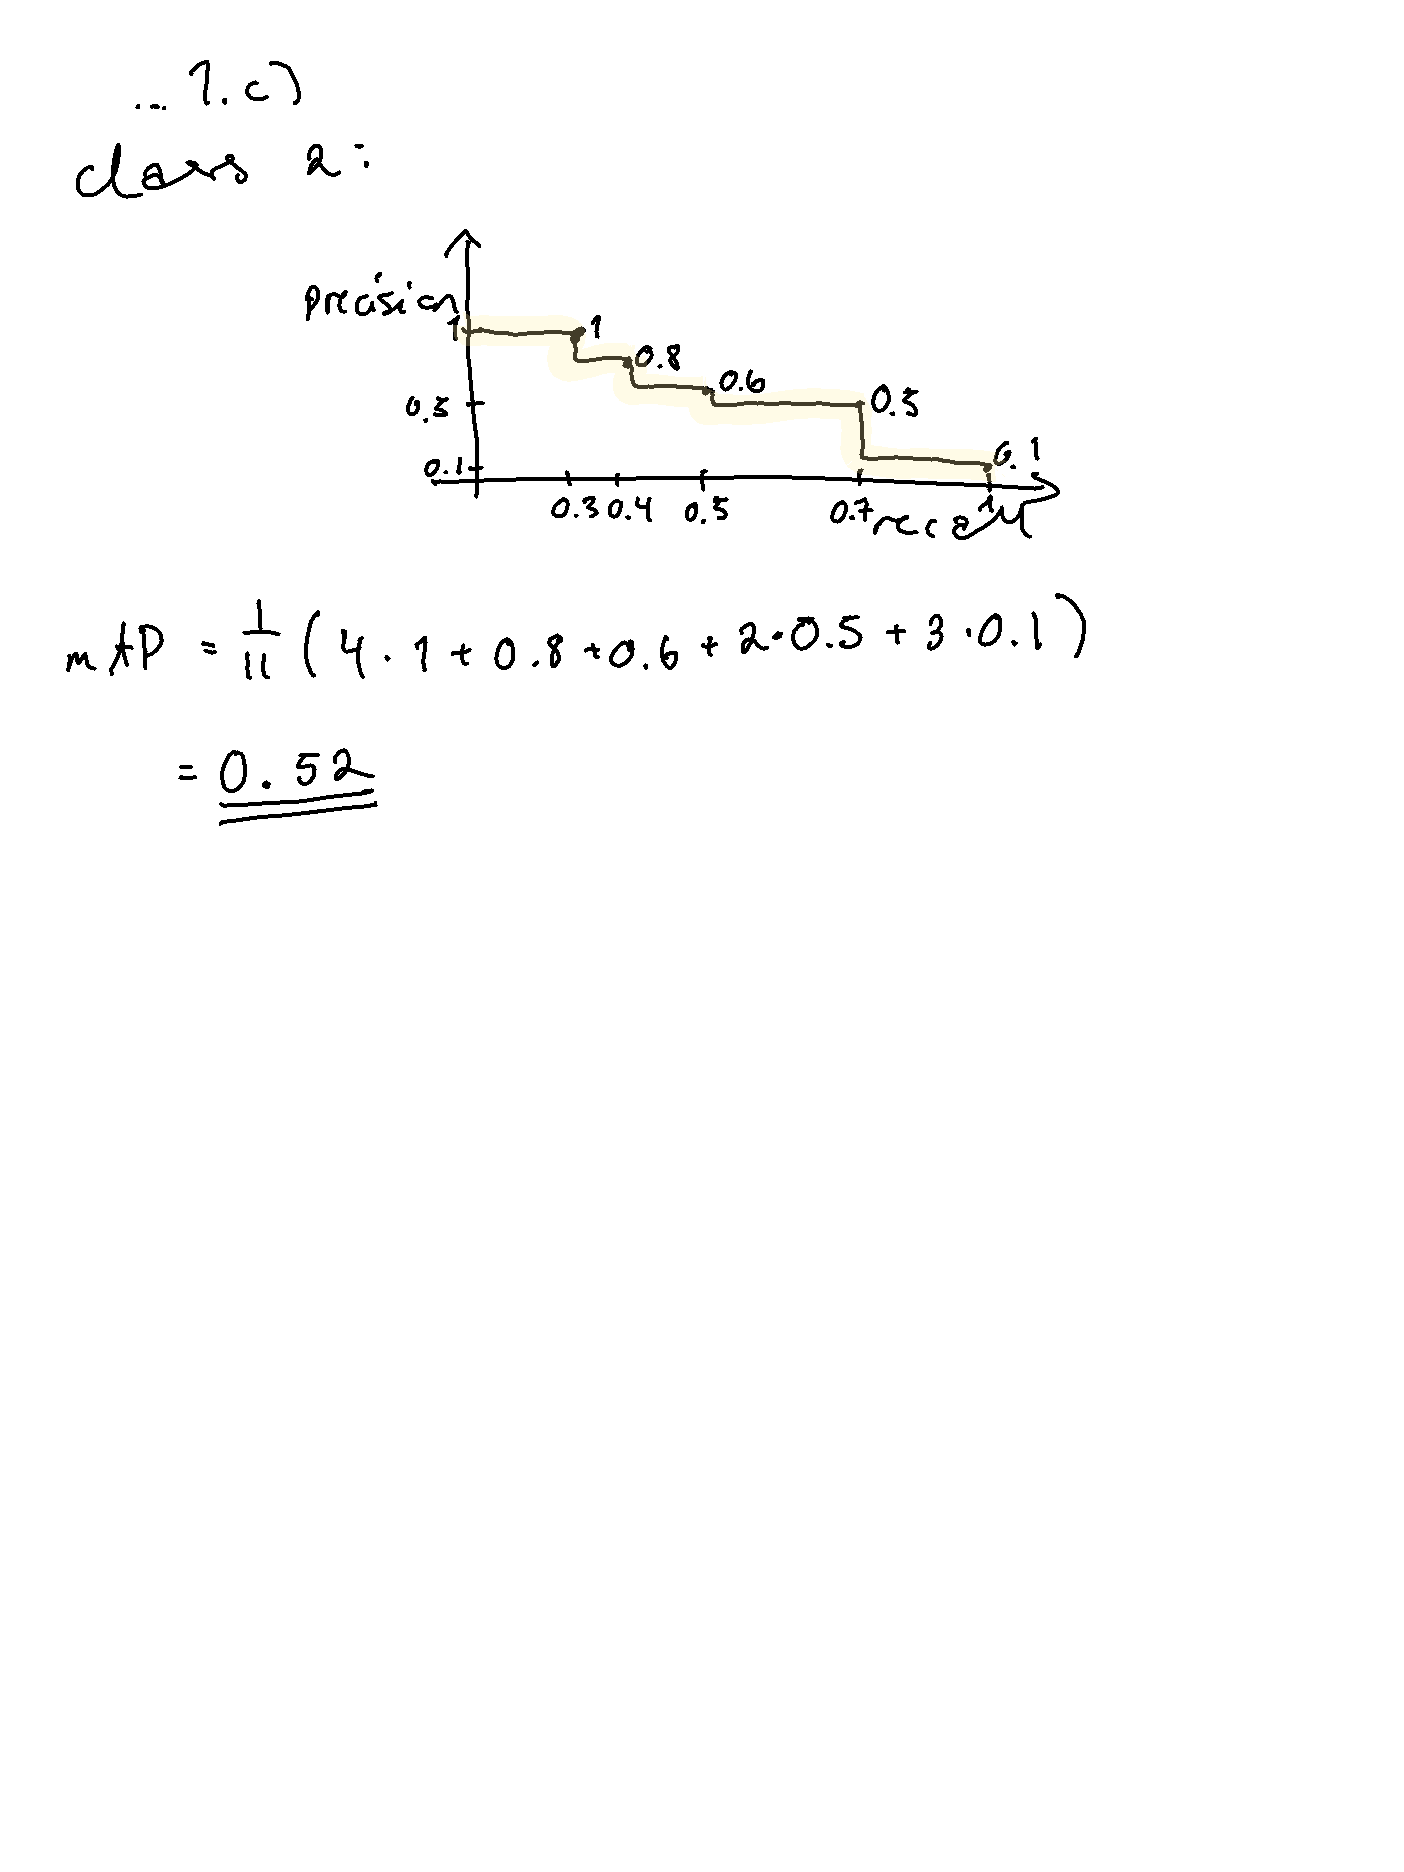 ... 1.c)
class 2:
precision
1
1
0.8
0.6
0.5
0.5
0.1
0.1
0.3 0.4 0.5 0.7 1
recall
mAP = 1/11 (4 · 1 + 0.8 + 0.6 + 2 · 0.5 + 3 · 0.1)
= 0.52